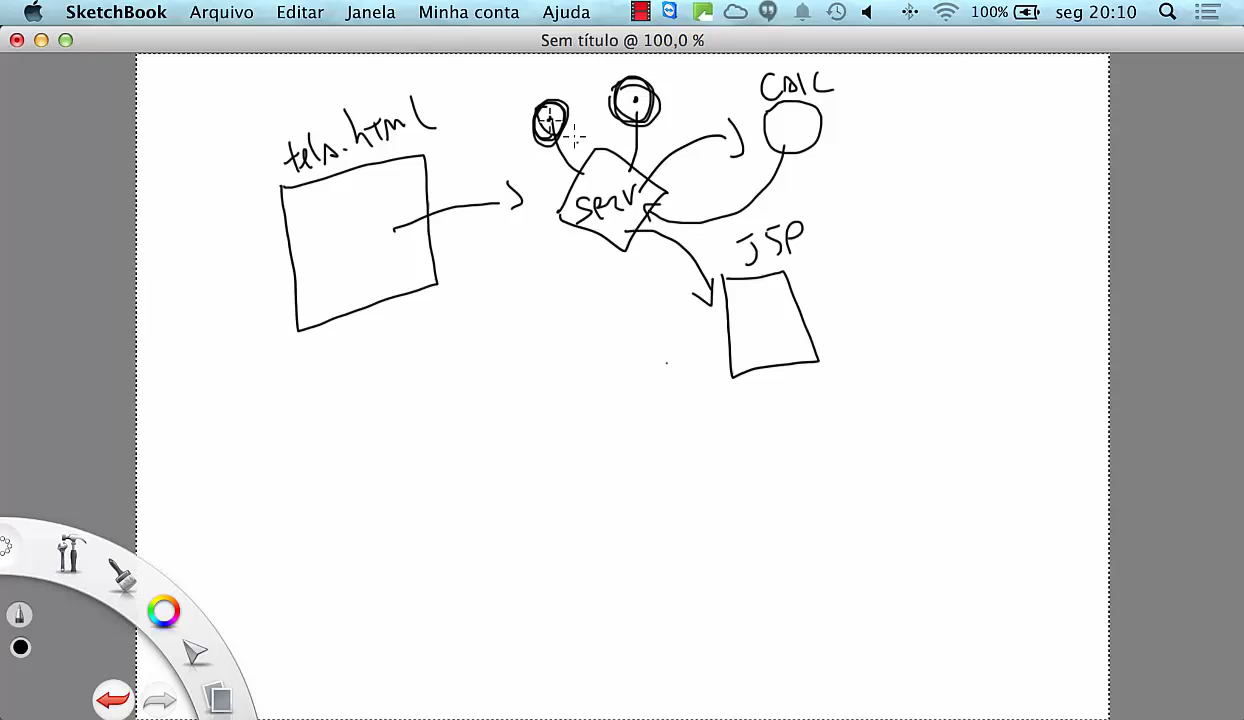 SketchBook Arquivo Editar Janela Minha conta Ajuda 100% seg 20:10
Sem título @ 100,0 %
tela.html
CALC
serv
JSP